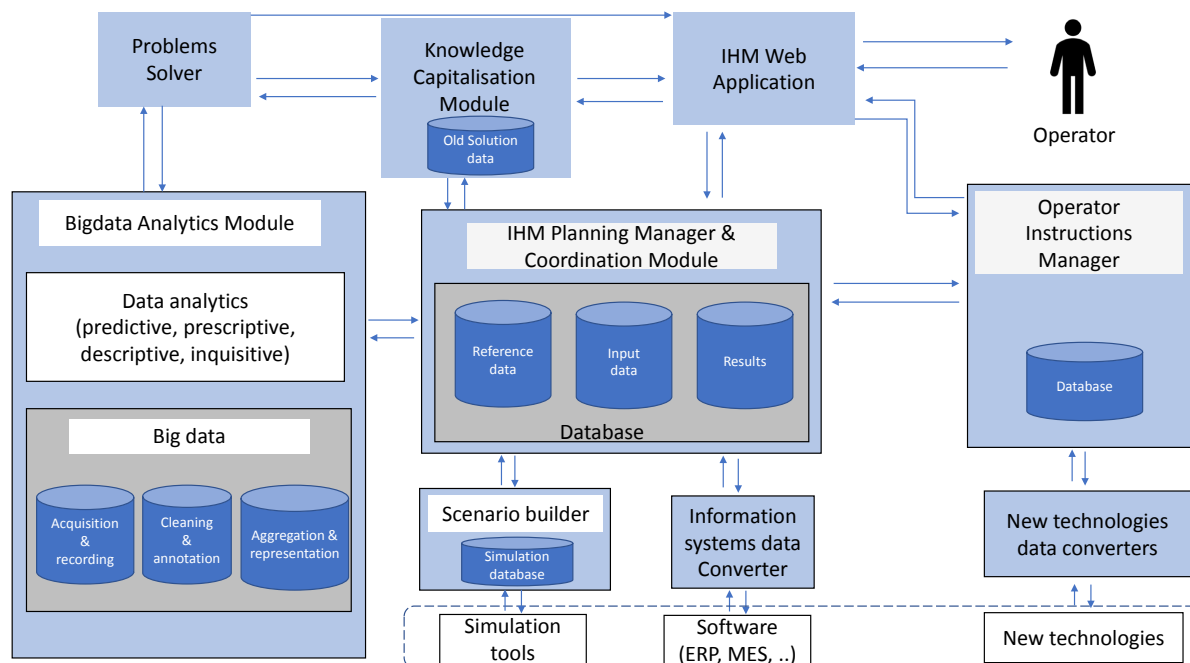 Problems
Solver
Knowledge
Capitalisation
Module
Old Solution
data
IHM Web
Application
Operator
Bigdata Analytics Module
Data analytics
(predictive, prescriptive,
descriptive, inquisitive)
Big data
Acquisition
&
recording
Cleaning
&
annotation
Aggregation &
representation
IHM Planning Manager &
Coordination Module
Reference
data
Input
data
Results
Database
Operator
Instructions
Manager
Database
Scenario builder
Simulation
database
Information
systems data
Converter
New technologies
data converters
Simulation
tools
Software
(ERP, MES, ..)
New technologies